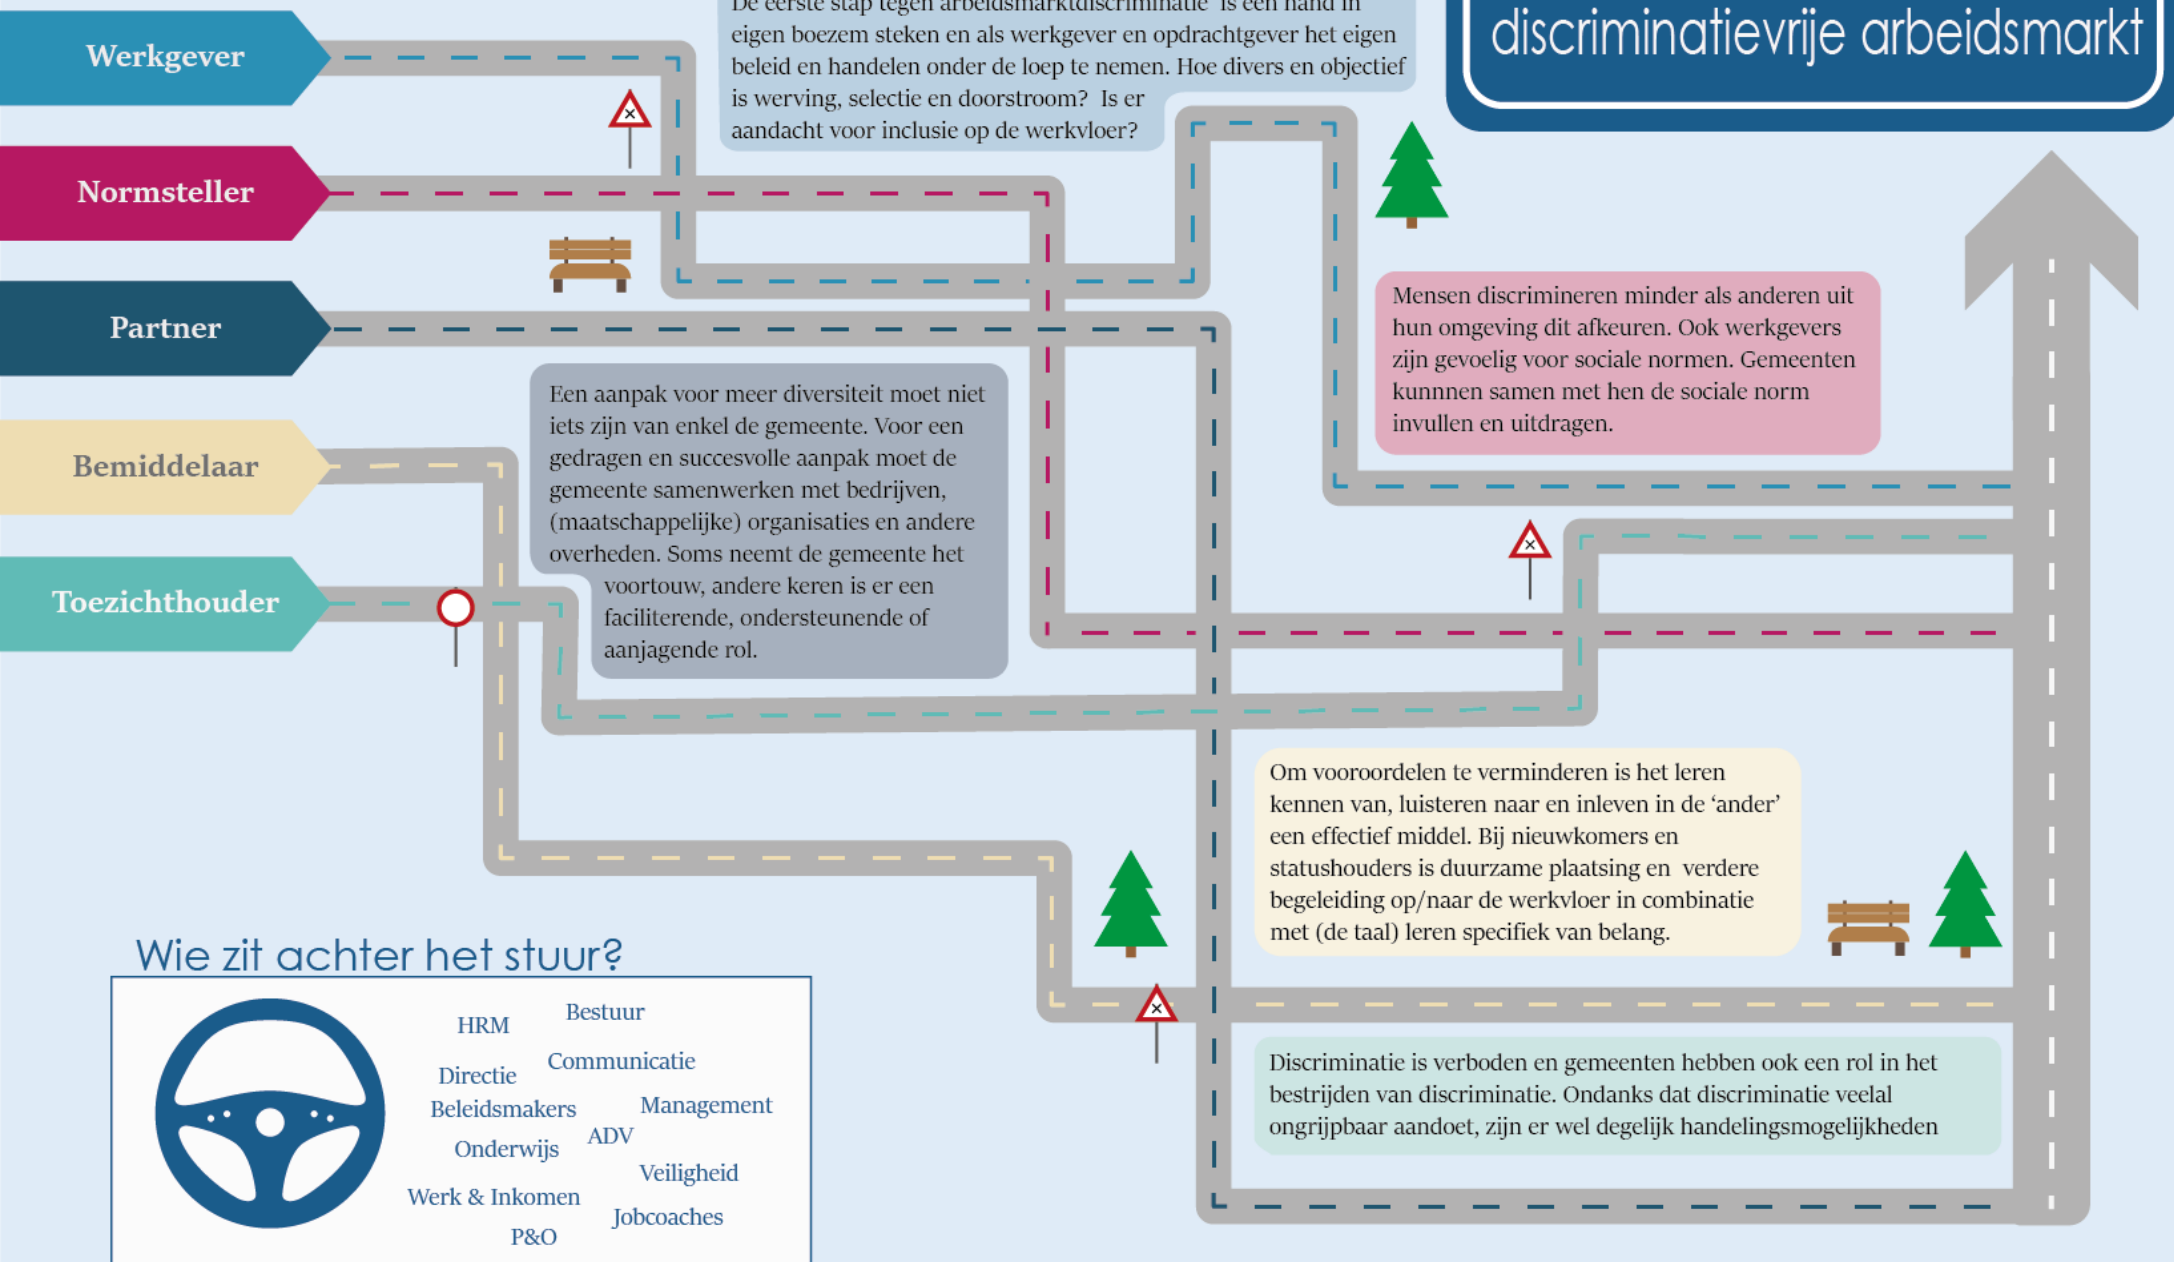 De eerste stap tegen arbeidsmarktdiscriminatie is een hand in
eigen boezem steken en als werkgever en opdrachtgever het eigen
beleid en handelen onder de loep te nemen. Hoe divers en objectief
is werving, selectie en doorstroom? Is er
aandacht voor inclusie op de werkvloer?
discriminatievrije arbeidsmarkt
Werkgever
Normsteller
Partner
Bemiddelaar
Toezichthouder
Mensen discrimineren minder als anderen uit
hun omgeving dit afkeuren. Ook werkgevers
zijn gevoelig voor sociale normen. Gemeenten
kunnnen samen met hen de sociale norm
invullen en uitdragen.
Een aanpak voor meer diversiteit moet niet
iets zijn van enkel de gemeente. Voor een
gedragen en succesvolle aanpak moet de
gemeente samenwerken met bedrijven,
(maatschappelijke) organisaties en andere
overheden. Soms neemt de gemeente het
voortouw, andere keren is er een
faciliterende, ondersteunende of
aanjagende rol.
Om vooroordelen te verminderen is het leren
kennen van, luisteren naar en inleven in de ‘ander’
een effectief middel. Bij nieuwkomers en
statushouders is duurzame plaatsing en verdere
begeleiding op/naar de werkvloer in combinatie
met (de taal) leren specifiek van belang.
Discriminatie is verboden en gemeenten hebben ook een rol in het
bestrijden van discriminatie. Ondanks dat discriminatie veelal
ongrijpbaar aandoet, zijn er wel degelijk handelingsmogelijkheden
Wie zit achter het stuur?
Bestuur
HRM
Communicatie
Directie
Beleidsmakers
Management
ADV
Onderwijs
Veiligheid
Werk & Inkomen
Jobcoaches
P&O